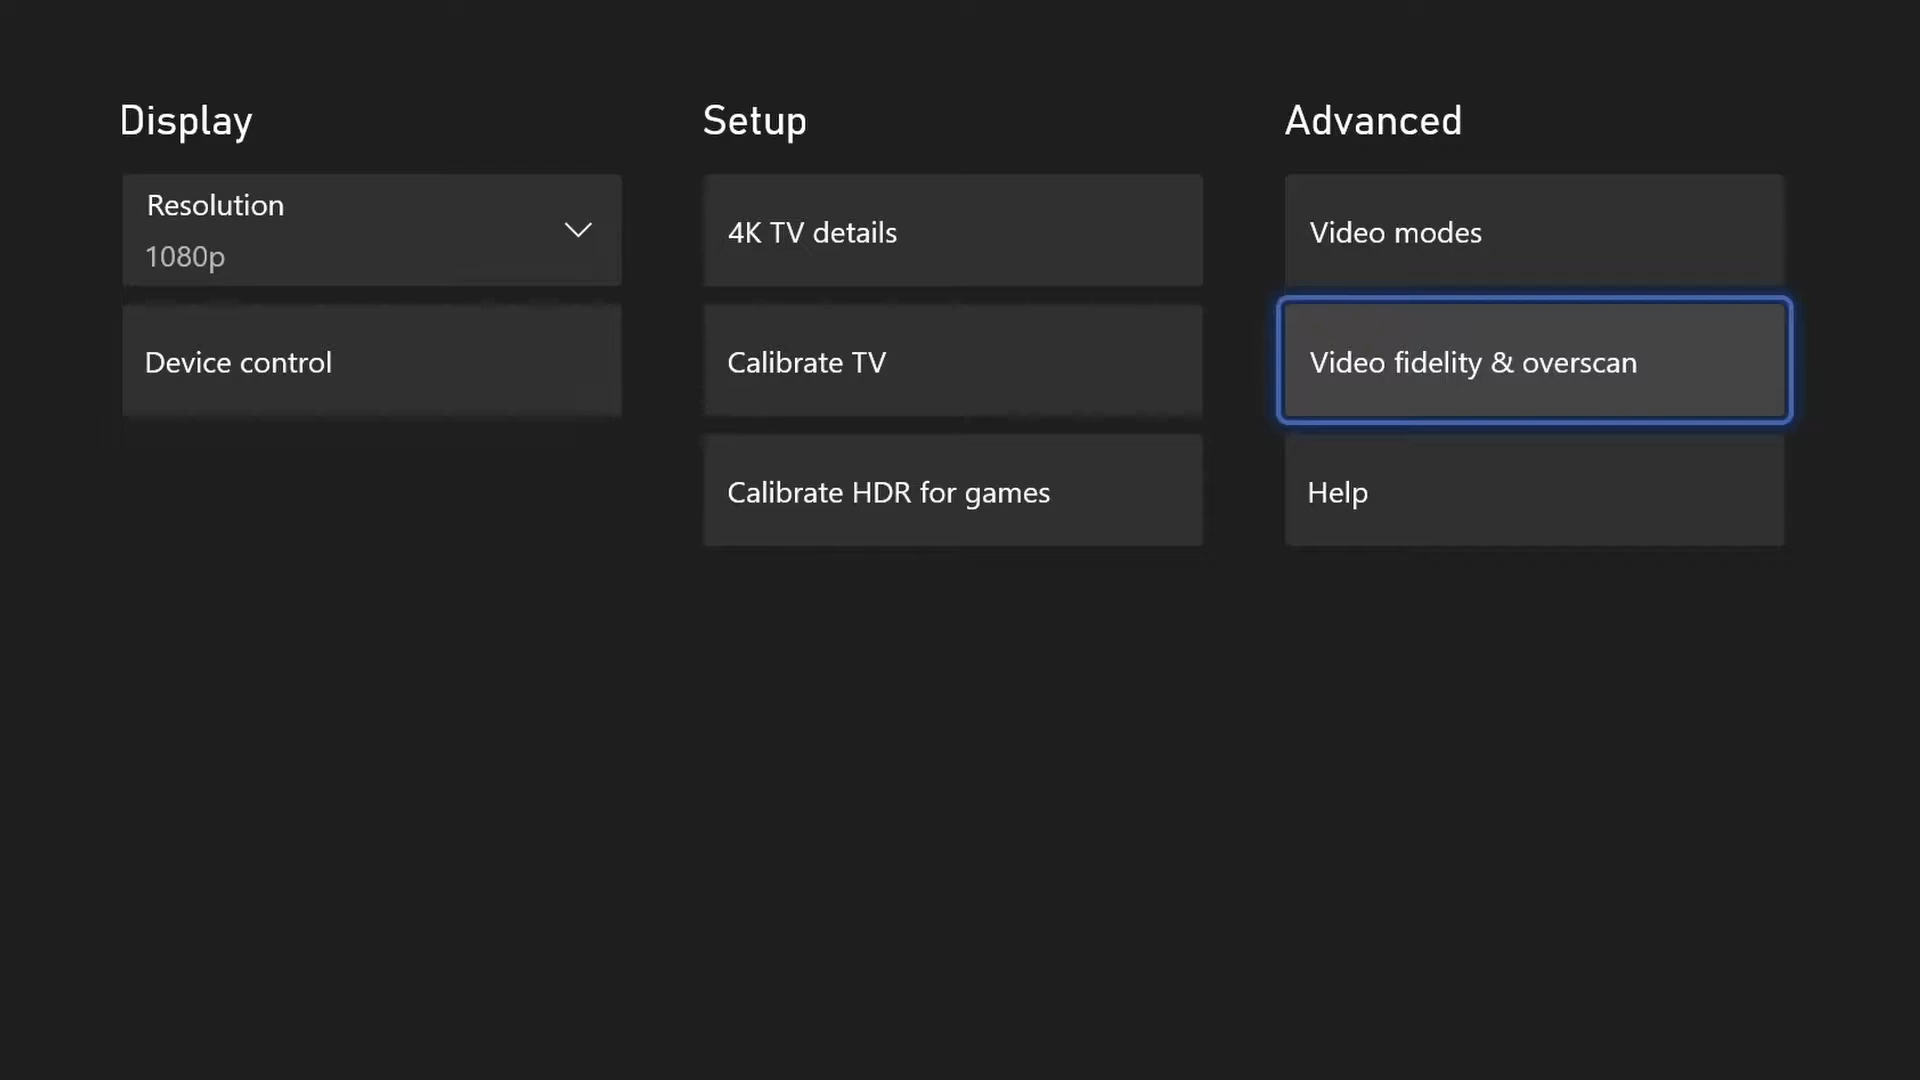 Display
Resolution
1080p
Device control
Setup
4K TV details
Calibrate TV
Calibrate HDR for games
Advanced
Video modes
Video fidelity & overscan
Help